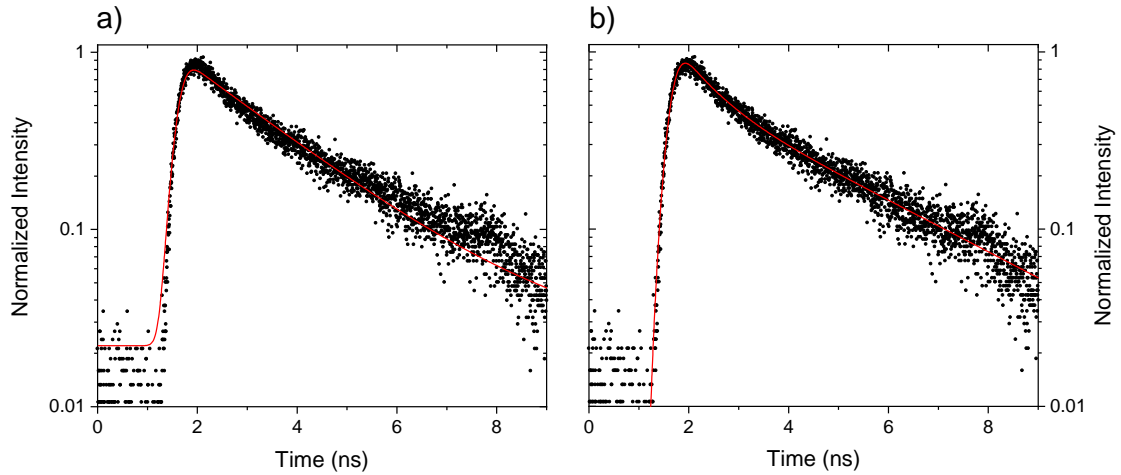 a)
Normalized Intensity
1
0.1
0.01
0 2 4 6 8
Time (ns)
b)
1
0.1
0.01
Normalized Intensity
0 2 4 6 8
Time (ns)